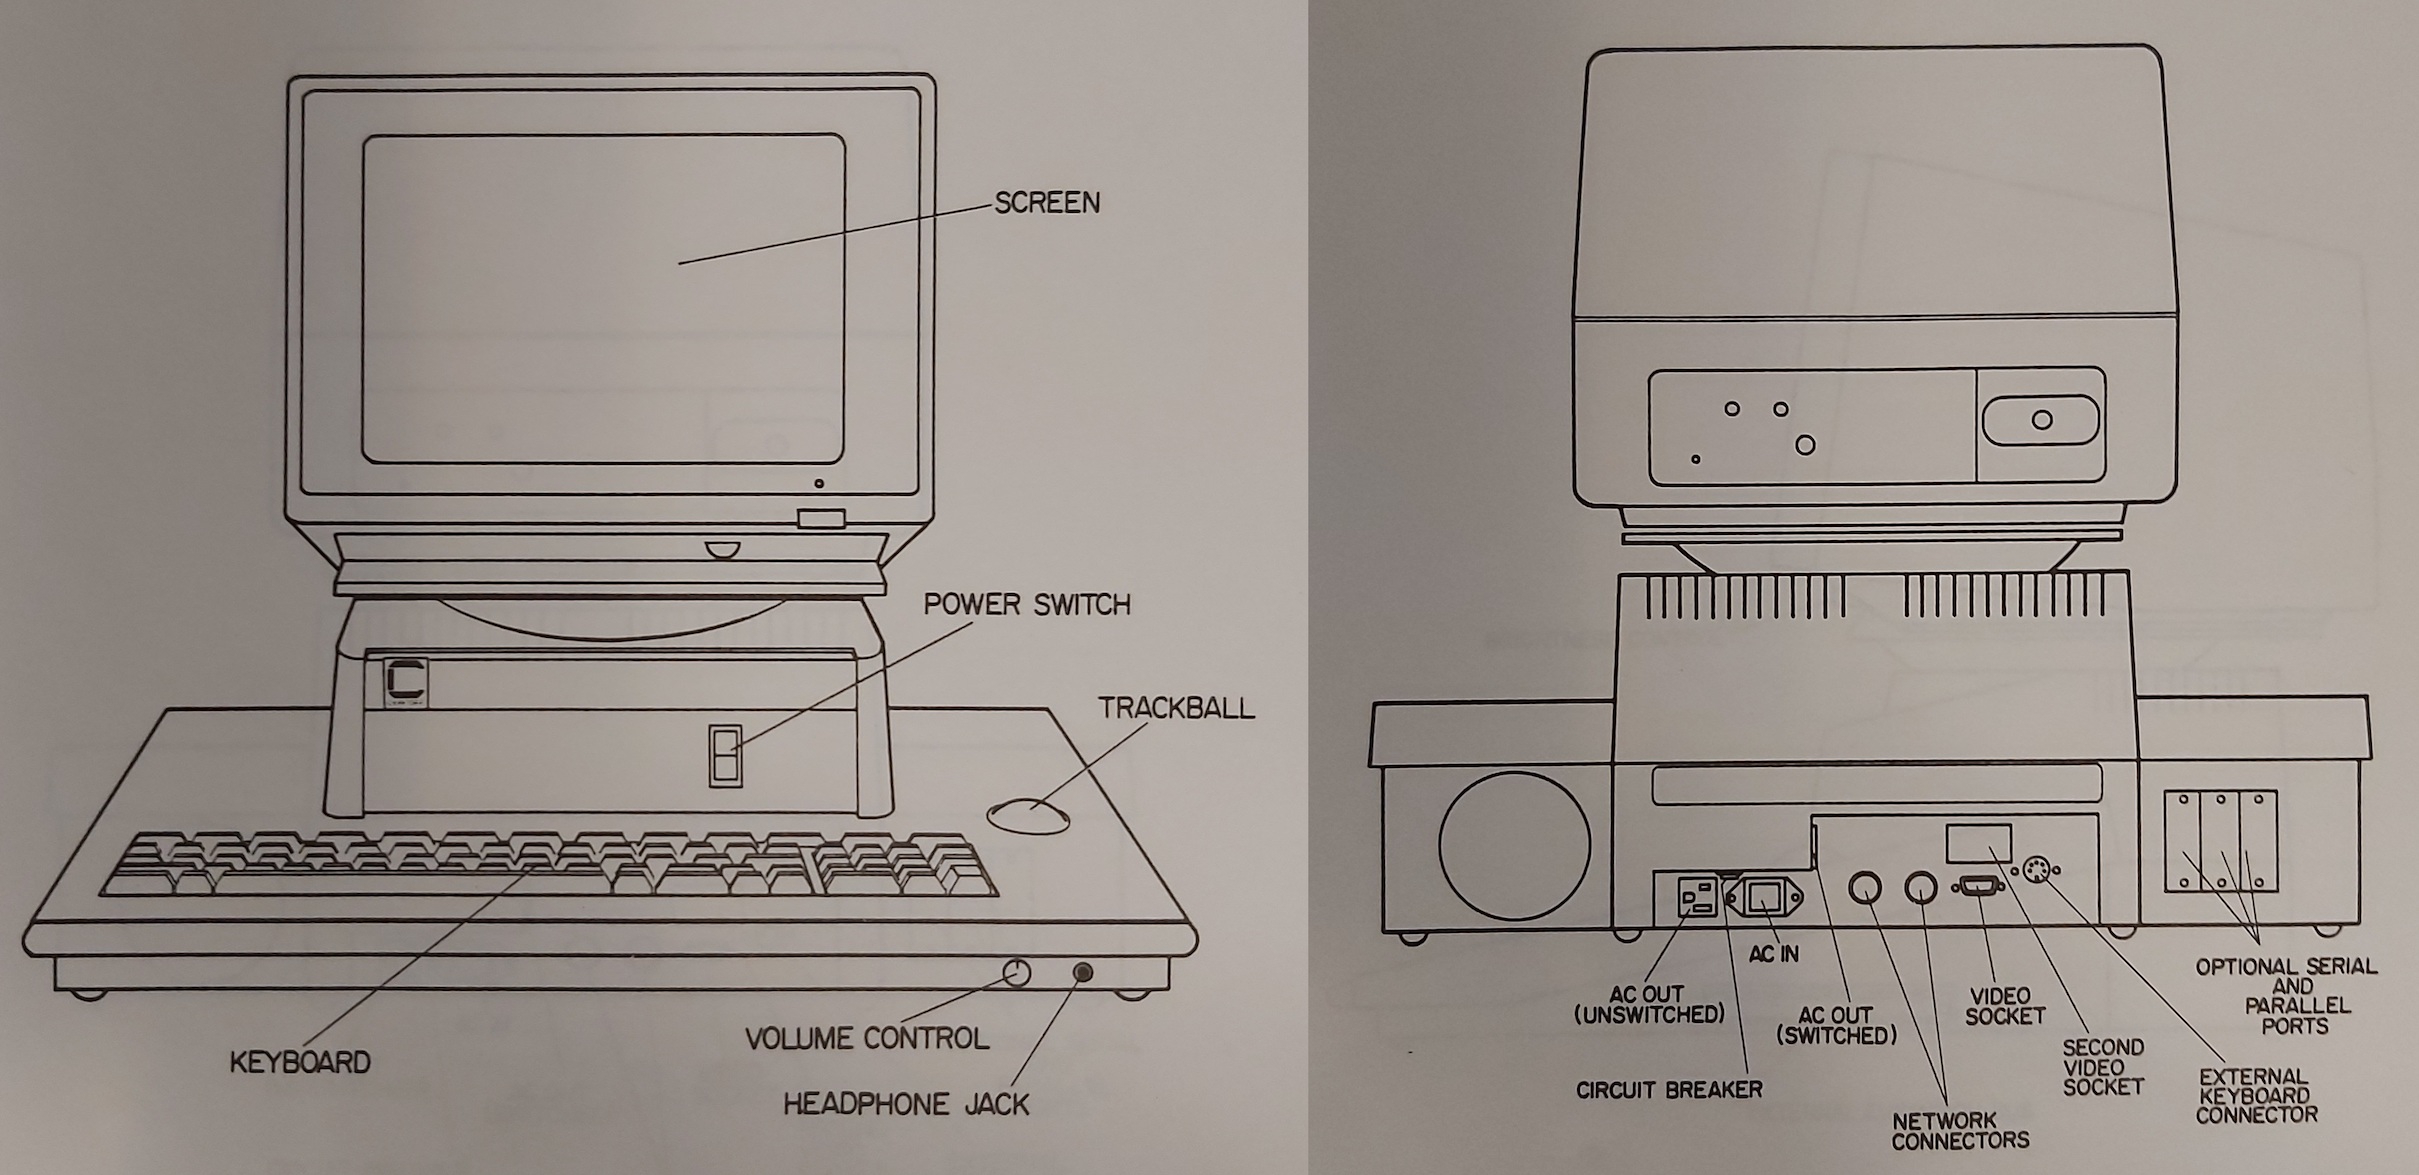 SCREEN
POWER SWITCH
TRACKBALL
VOLUME CONTROL
KEYBOARD
HEADPHONE JACK
AC IN
AC OUT
(UNSWITCHED)
AC OUT
(SWITCHED)
CIRCUIT BREAKER
NETWORK
CONNECTORS
VIDEO
SOCKET
SECOND
VIDEO
SOCKET
EXTERNAL
KEYBOARD
CONNECTOR
OPTIONAL SERIAL
AND
PARALLEL
PORTS